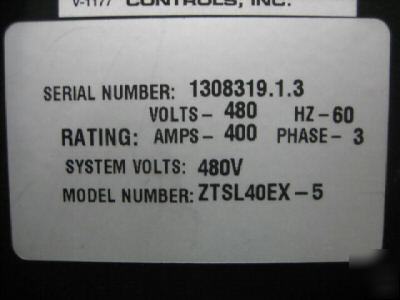 V-1177 CONTROLS, INC.
SERIAL NUMBER: 1308319.1.3
VOLTS- 480 HZ-60
RATING: AMPS- 400 PHASE- 3
SYSTEM VOLTS: 480V
MODEL NUMBER: ZTSL40EX-5